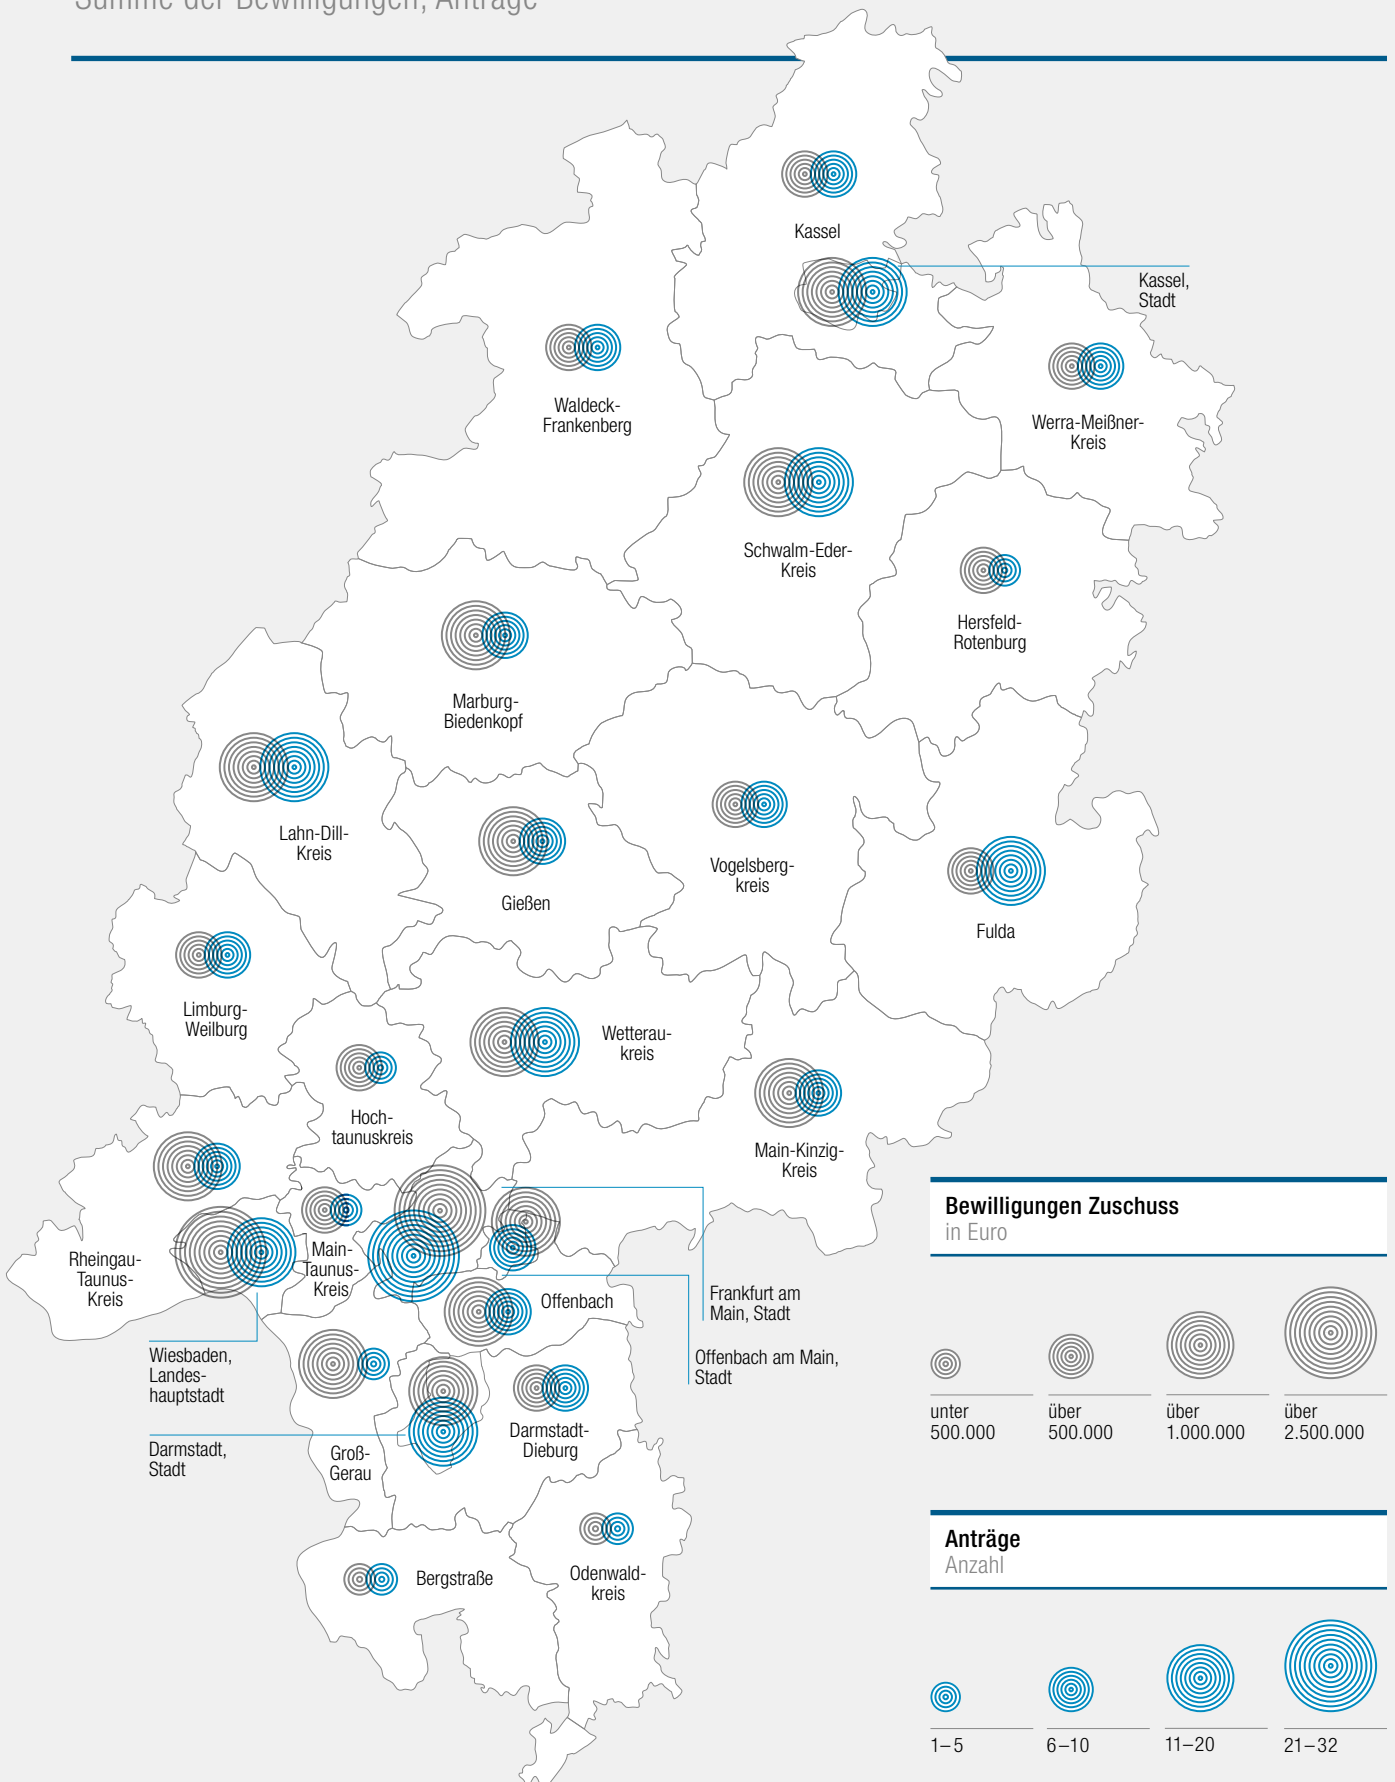 Summe der Bewilligungen, Anträge
Kassel
Kassel,
Stadt
Waldeck-
Frankenberg
Werra-Meißner-
Kreis
Schwalm-Eder-
Kreis
Hersfeld-
Rotenburg
Marburg-
Biedenkopf
Lahn-Dill-
Kreis
Gießen
Vogelsberg-
kreis
Fulda
Limburg-
Weilburg
Wetterau-
kreis
Hoch-
taunuskreis
Main-Kinzig-
Kreis
Rheingau-
Taunus-
Kreis
Main-
Taunus-
Kreis
Offenbach
Frankfurt am
Main, Stadt
Wiesbaden,
Landes-
hauptstadt
Offenbach am Main,
Stadt
Darmstadt,
Stadt
Groß-
Gerau
Darmstadt-
Dieburg
Bergstraße
Odenwald-
kreis
Bewilligungen Zuschuss
in Euro
unter
500.000
über
500.000
über
1.000.000
über
2.500.000
Anträge
Anzahl
1–5
6–10
11–20
21–32